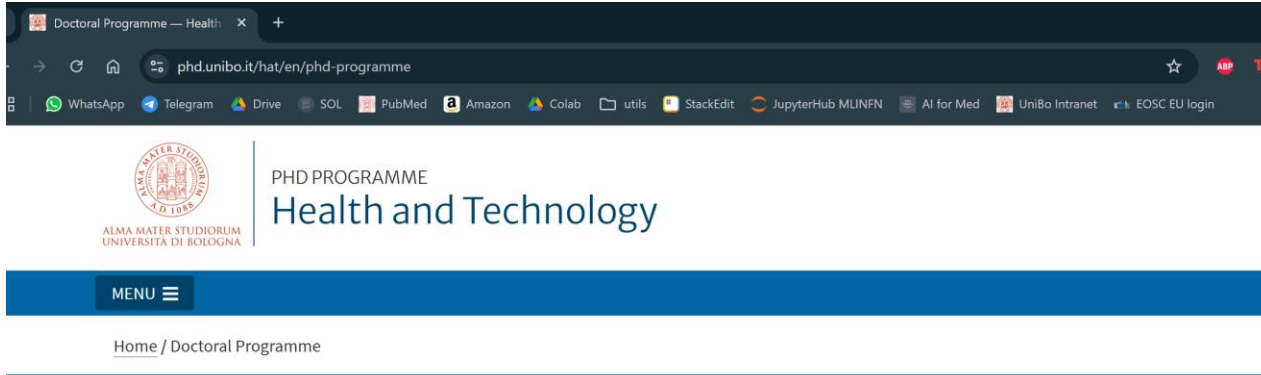 Doctoral Programme — Health
phd.unibo.it/hat/en/phd-programme
ABP
WhatsApp Telegram Drive SOL PubMed Amazon Colab utils StackEdit JupyterHub MLINFN AI for Med UniBo Intranet EOSC EU login
ALMA MATER STUDIORUM
A.D. 1088
ALMA MATER STUDIORUM
UNIVERSITÀ DI BOLOGNA
PHD PROGRAMME
Health and Technology
MENU
Home / Doctoral Programme